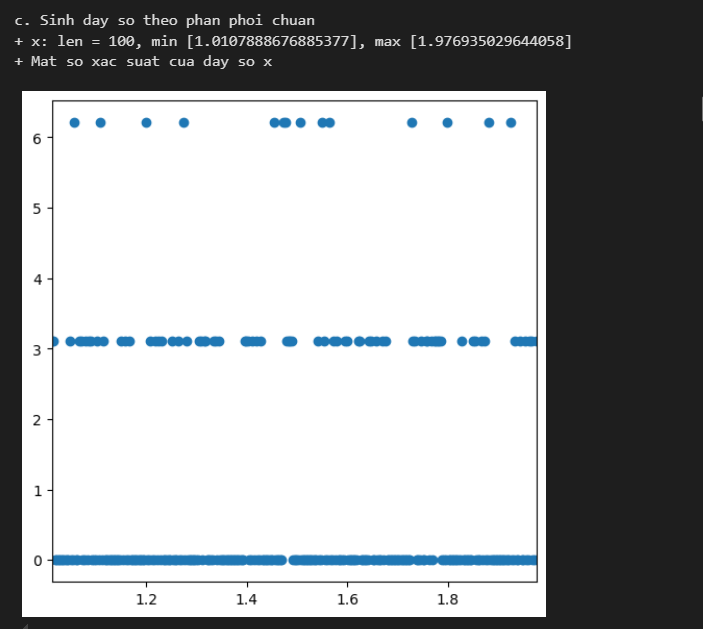 c. Sinh day so theo phan phoi chuan
+ x: len = 100, min [1.0107888676885377], max [1.976935029644058]
+ Mat so xac suat cua day so x
6
5
4
3
2
1
0
1.2 1.4 1.6 1.8